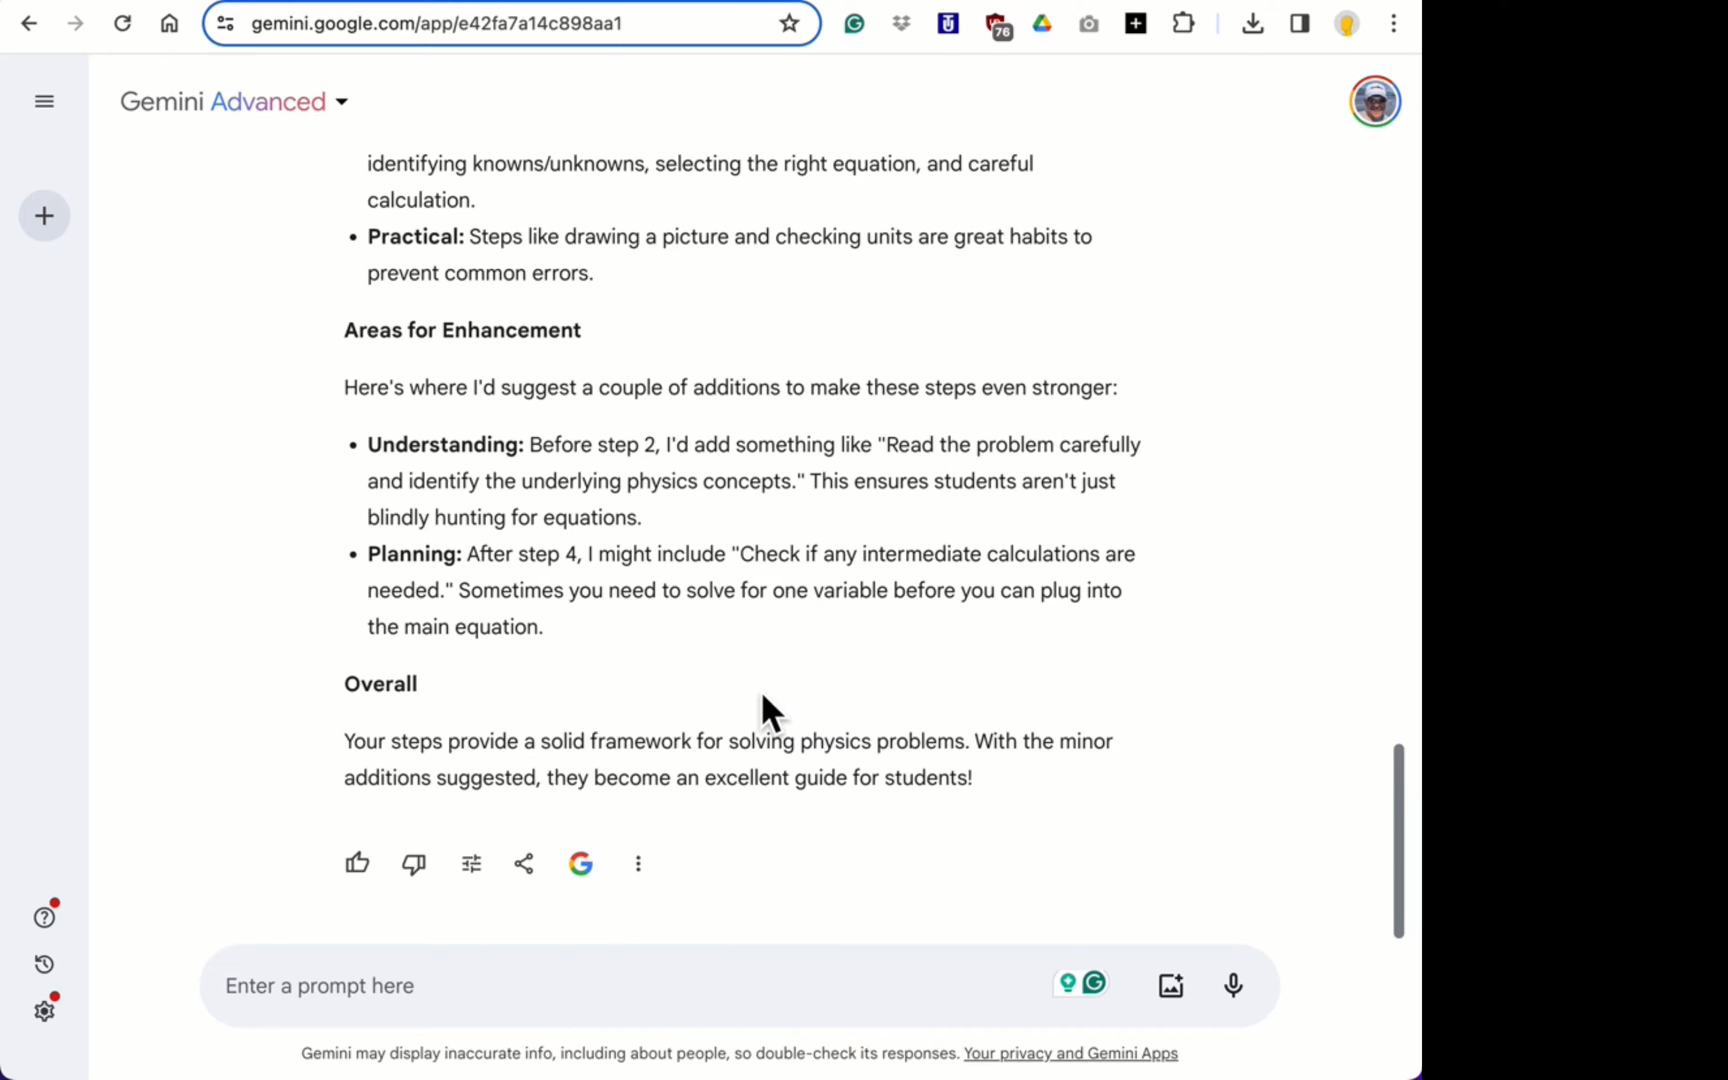 gemini.google.com/app/e42fa7a14c898aa1
76
Gemini Advanced
identifying knowns/unknowns, selecting the right equation, and careful
calculation.
• Practical: Steps like drawing a picture and checking units are great habits to
prevent common errors.
Areas for Enhancement
Here's where I'd suggest a couple of additions to make these steps even stronger:
• Understanding: Before step 2, I'd add something like "Read the problem carefully
and identify the underlying physics concepts." This ensures students aren't just
blindly hunting for equations.
• Planning: After step 4, I might include "Check if any intermediate calculations are
needed." Sometimes you need to solve for one variable before you can plug into
the main equation.
Overall
Your steps provide a solid framework for solving physics problems. With the minor
additions suggested, they become an excellent guide for students!
Enter a prompt here
Gemini may display inaccurate info, including about people, so double-check its responses. Your privacy and Gemini Apps